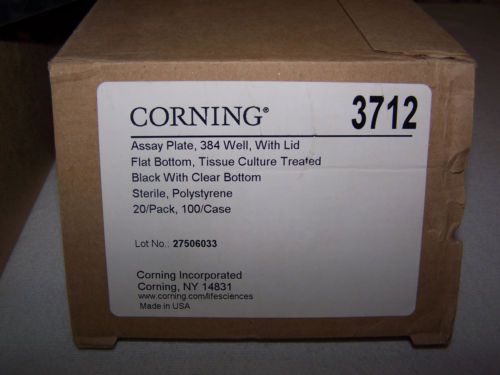 CORNING® 3712
Assay Plate, 384 Well, With Lid
Flat Bottom, Tissue Culture Treated
Black With Clear Bottom
Sterile, Polystyrene
20/Pack, 100/Case
Lot No.: 27506033
Corning Incorporated
Corning, NY 14831
www.corning.com/lifesciences
Made in USA